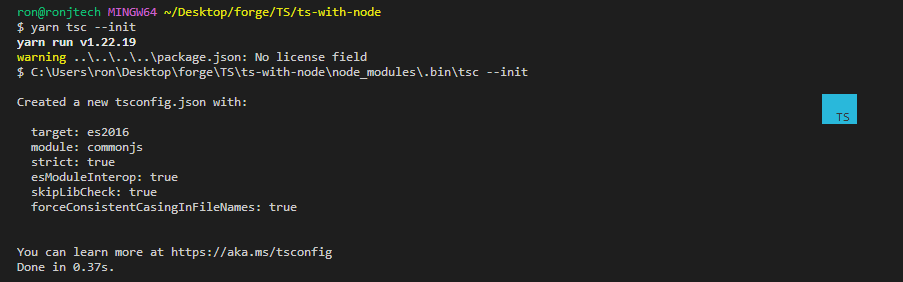 ron@ronjtech MINGW64 ~/Desktop/forge/TS/ts-with-node
$ yarn tsc --init
yarn run v1.22.19
warning ..\..\..\..\package.json: No license field
$ C:\Users\ron\Desktop\forge\TS\ts-with-node\node_modules\.bin\tsc --init
Created a new tsconfig.json with:
TS
target: es2016
module: commonjs
strict: true
esModuleInterop: true
skipLibCheck: true
forceConsistentCasingInFileNames: true
You can learn more at https://aka.ms/tsconfig
Done in 0.37s.